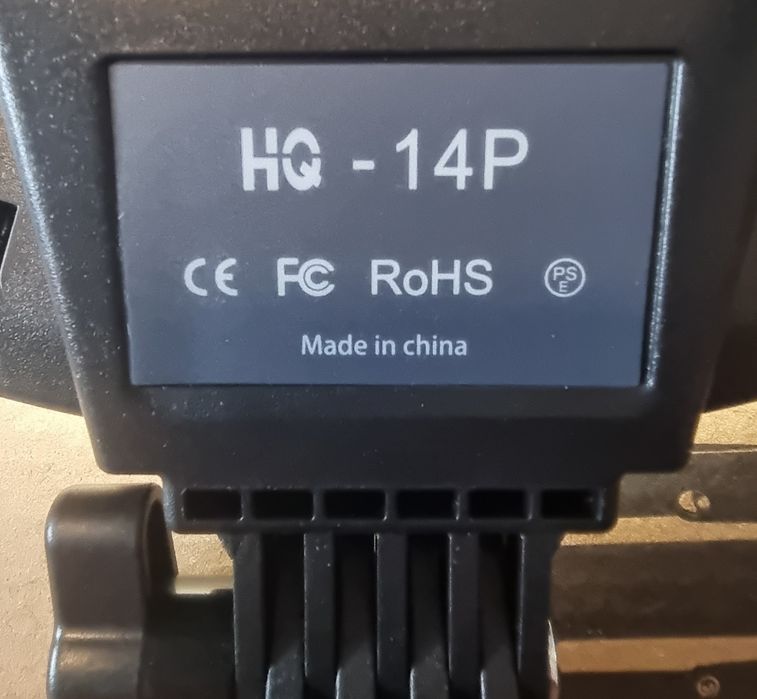 HQ - 14P
CE FC RoHS PSE
Made in china